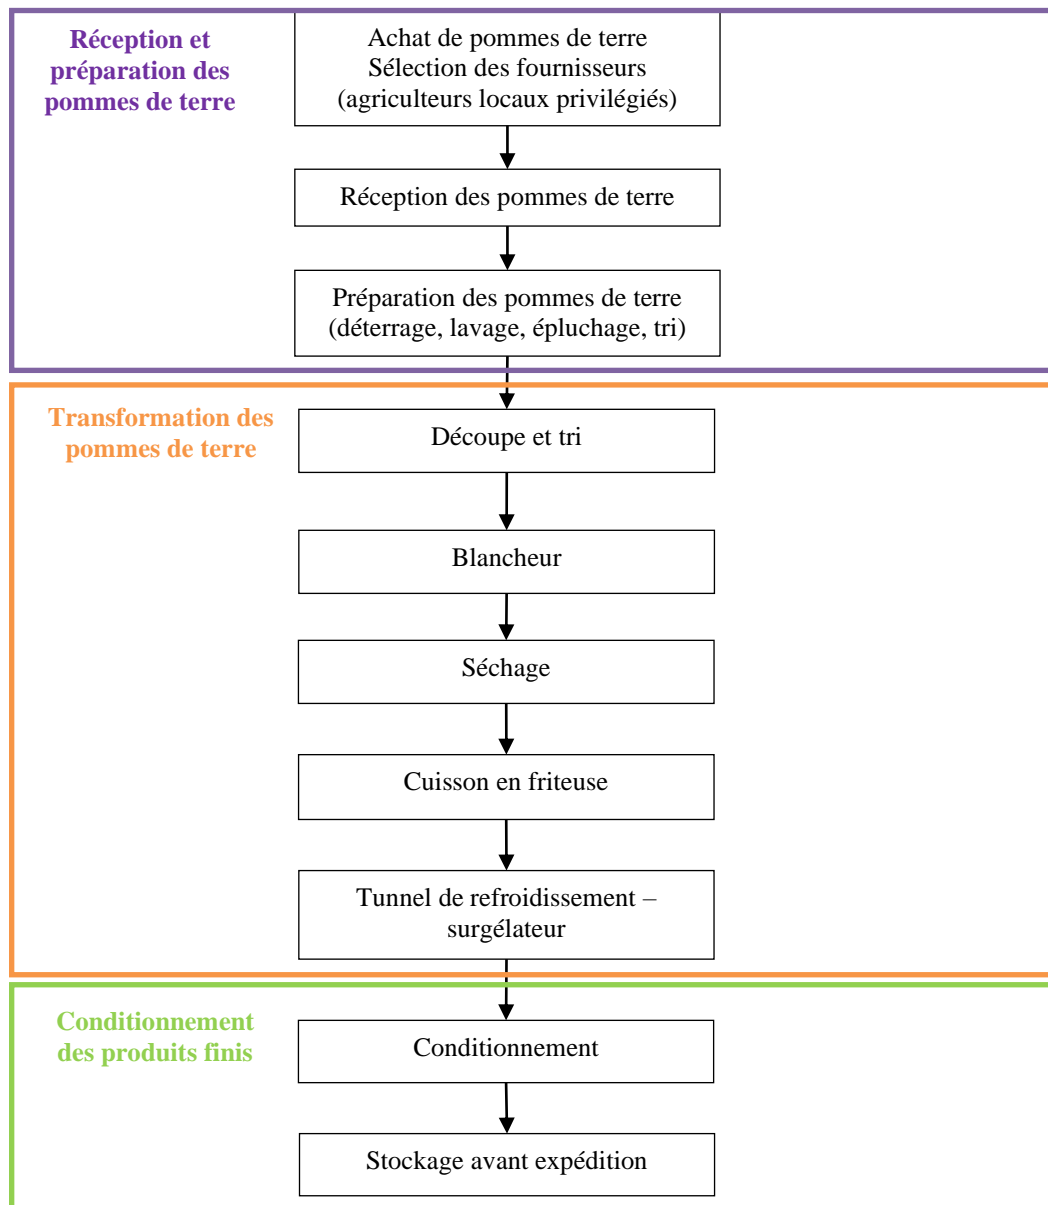 Réception et
préparation des
pommes de terre
Achat de pommes de terre
Sélection des fournisseurs
(agriculteurs locaux privilégiés)
Réception des pommes de terre
Préparation des pommes de terre
(déterrage, lavage, épluchage, tri)
Transformation des
pommes de terre
Découpe et tri
Blancheur
Séchage
Cuisson en friteuse
Tunnel de refroidissement –
surgélateur
Conditionnement
des produits finis
Conditionnement
Stockage avant expédition